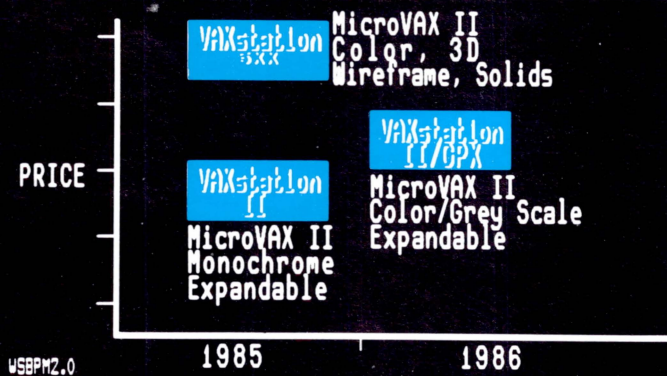 VAXstation
MicroVAX II
Color, 3D
Wireframe, Solids
VAXstation
II/GPX
PRICE
VAXstation
II
MicroVAX II
Color/Grey Scale
Expandable
MicroVAX II
Monochrome
Expandable
1985
1986
WSBPM2.0